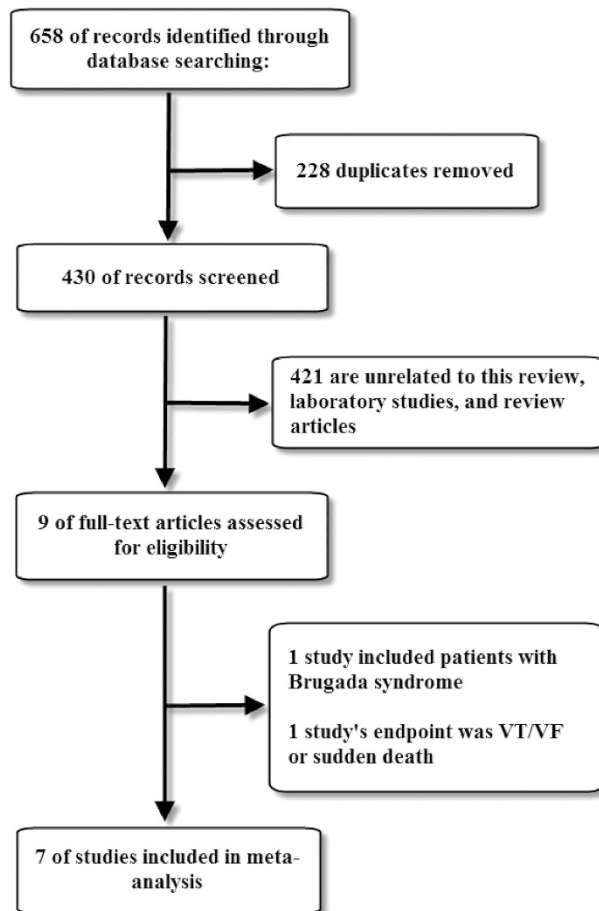 658 of records identified through
database searching:
228 duplicates removed
430 of records screened
421 are unrelated to this review,
laboratory studies, and review
articles
9 of full-text articles assessed
for eligibility
1 study included patients with
Brugada syndrome
1 study's endpoint was VT/VF
or sudden death
7 of studies included in meta-
analysis